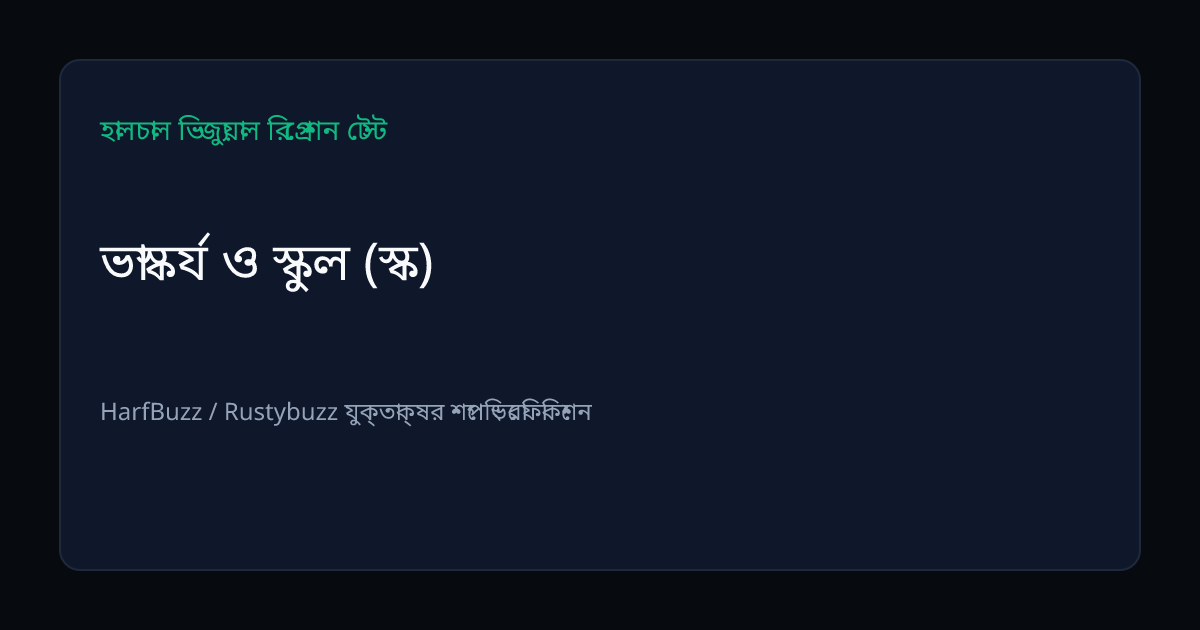 হালচাল ভিজুয়াল রিগ্রেশন টেস্ট
ভাস্কর্য ও স্কুল (স্ক)
HarfBuzz / Rustybuzz যুক্তাক্ষর